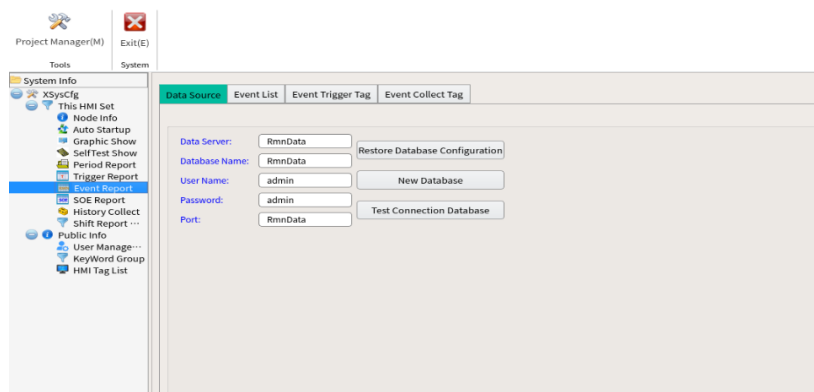 Project Manager(M)
Exit(E)
Tools
System
System Info
XSysCfg
This HMI Set
Node Info
Auto Startup
Graphic Show
SelfTest Show
Period Report
Trigger Report
Event Report
SOE Report
History Collect
Shift Report ···
Public Info
User Manage···
KeyWord Group
HMI Tag List
Data Source
Event List
Event Trigger Tag
Event Collect Tag
Data Server: RmnData
Restore Database Configuration
Database Name: RmnData
User Name: admin
New Database
Password: admin
Test Connection Database
Port: RmnData